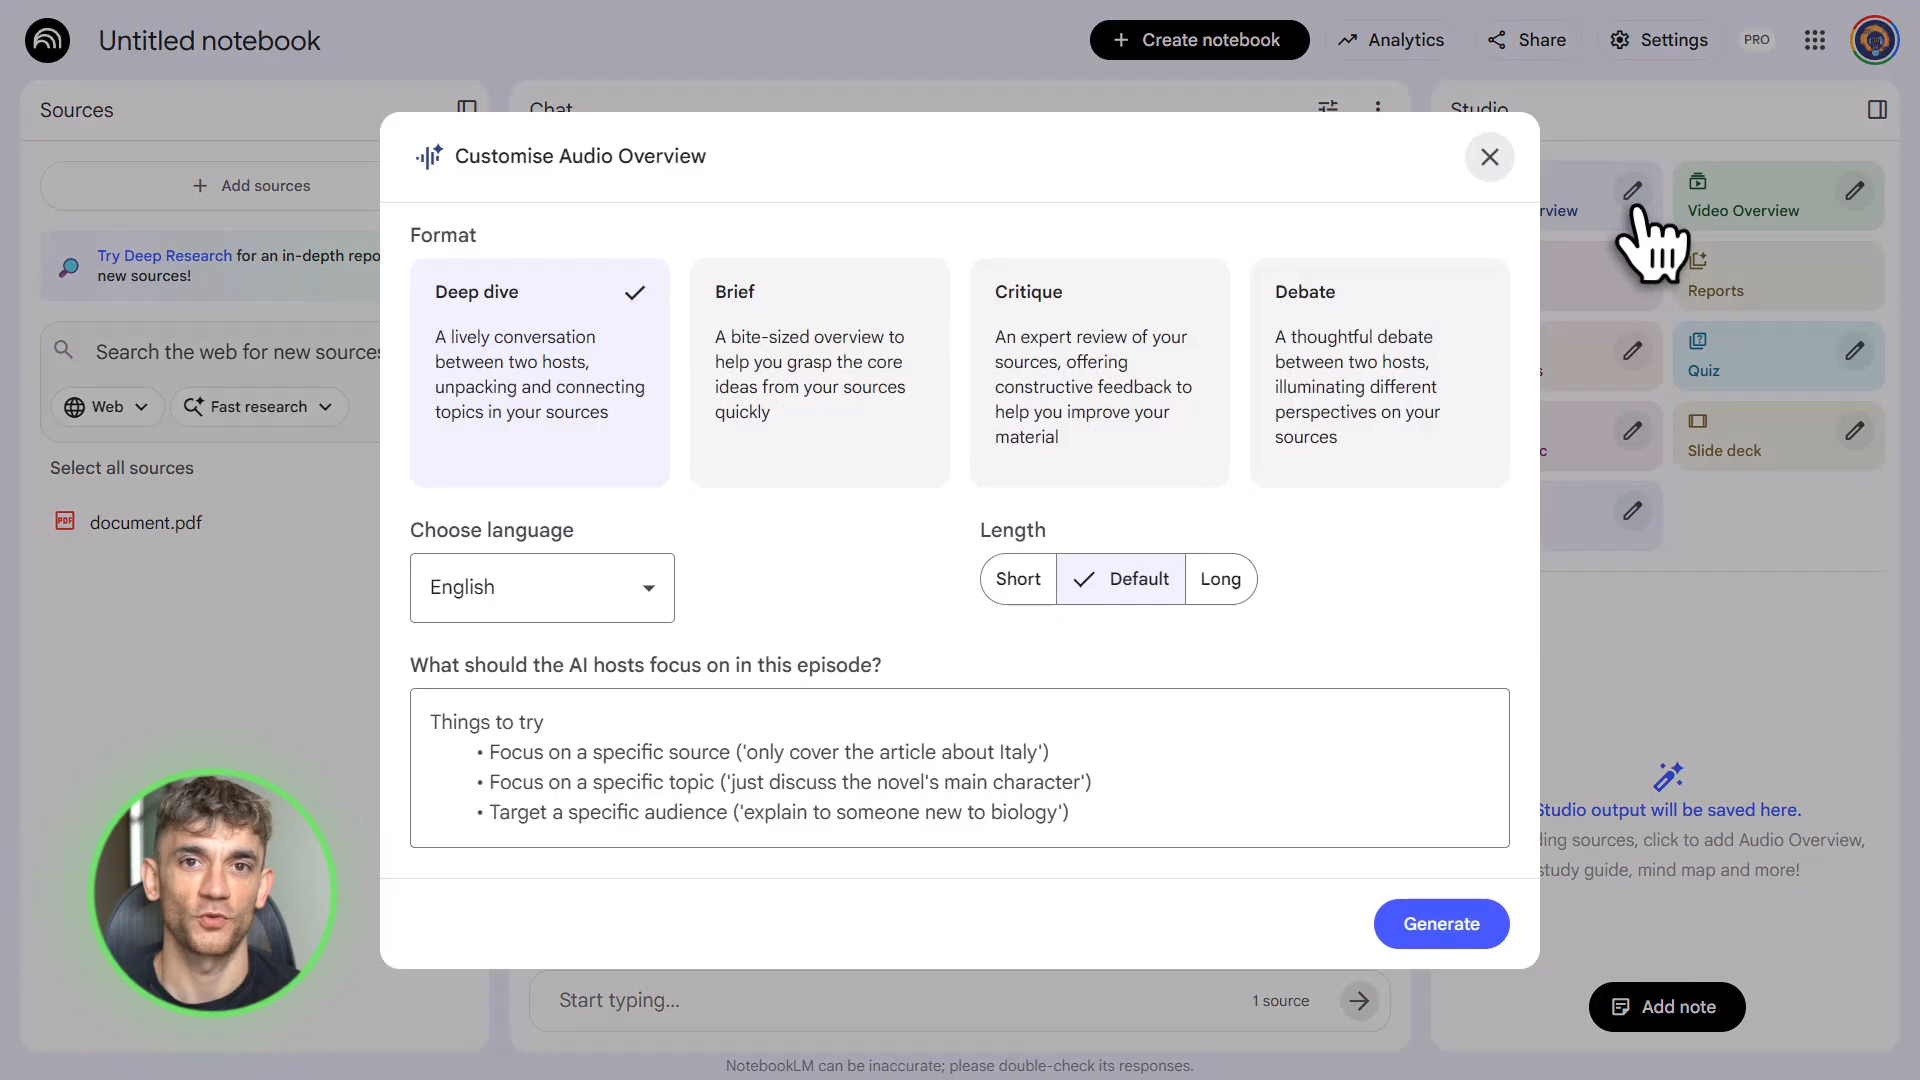 Untitled notebook
Create notebook
Analytics
Share
Settings
PRO
Sources
Chat
Studio
Add sources
Try Deep Research for an in-depth repo
new sources!
Search the web for new sources
Web
Fast research
Select all sources
PDF
document.pdf
Customise Audio Overview
Format
Deep dive
A lively conversation
between two hosts,
unpacking and connecting
topics in your sources
Brief
A bite-sized overview to
help you grasp the core
ideas from your sources
quickly
Critique
An expert review of your
sources, offering
constructive feedback to
help you improve your
material
Debate
A thoughtful debate
between two hosts,
illuminating different
perspectives on your
sources
Choose language
English
Length
Short
Default
Long
What should the AI hosts focus on in this episode?
Things to try
• Focus on a specific source ('only cover the article about Italy')
• Focus on a specific topic ('just discuss the novel's main character')
• Target a specific audience ('explain to someone new to biology')
Generate
rview
Video Overview
Reports
s
Quiz
c
Slide deck
Studio output will be saved here.
ding sources, click to add Audio Overview,
study guide, mind map and more!
Add note
Start typing...
1 source
NotebookLM can be inaccurate; please double-check its responses.